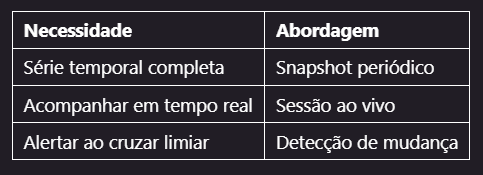 Necessidade Abordagem
Série temporal completa Snapshot periódico
Acompanhar em tempo real Sessão ao vivo
Alertar ao cruzar limiar Detecção de mudança